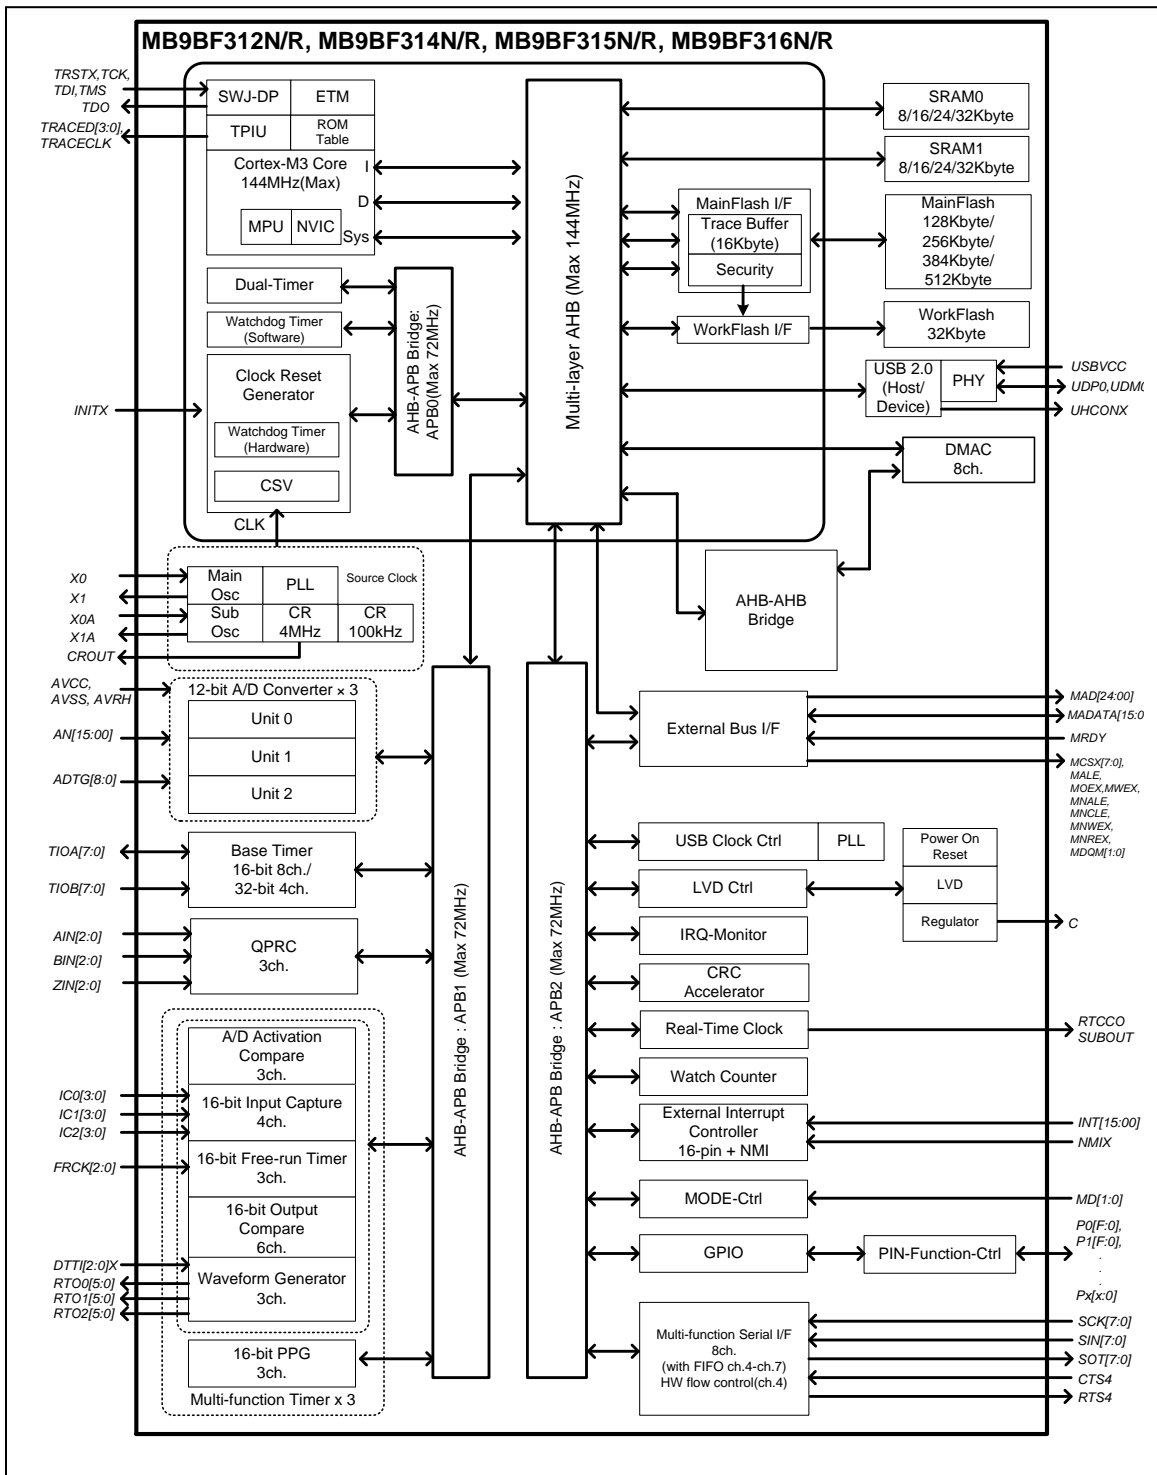 MB9BF312N/R, MB9BF314N/R, MB9BF315N/R, MB9BF316N/R
TRSTX,TCK,
TDI,TMS
TDO
TRACED[3:0],
TRACECLK
SWJ-DP
ETM
TPIU
ROM
Table
Cortex-M3 Core
144MHz(Max)
I
D
Sys
MPU
NVIC
Dual-Timer
Watchdog Timer
(Software)
Clock Reset
Generator
Watchdog Timer
(Hardware)
CSV
CLK
INITX
AHB-APB Bridge:
APB0(Max 72MHz)
Multi-layer AHB (Max 144MHz)
SRAM0
8/16/24/32Kbyte
SRAM1
8/16/24/32Kbyte
MainFlash I/F
Trace Buffer
(16Kbyte)
Security
MainFlash
128Kbyte/
256Kbyte/
384Kbyte/
512Kbyte
WorkFlash I/F
WorkFlash
32Kbyte
USB 2.0
(Host/
Device)
PHY
USBVCC
UDP0,UDM0
UHCONX
DMAC
8ch.
AHB-AHB
Bridge
X0
X1
X0A
X1A
CROUT
Main
Osc
PLL
Source Clock
Sub
Osc
CR
4MHz
CR
100kHz
AVCC,
AVSS, AVRH
AN[15:00]
ADTG[8:0]
12-bit A/D Converter × 3
Unit 0
Unit 1
Unit 2
TIOA[7:0]
TIOB[7:0]
Base Timer
16-bit 8ch./
32-bit 4ch.
AIN[2:0]
BIN[2:0]
ZIN[2:0]
QPRC
3ch.
A/D Activation
Compare
3ch.
IC0[3:0]
IC1[3:0]
IC2[3:0]
16-bit Input Capture
4ch.
FRCK[2:0]
16-bit Free-run Timer
3ch.
16-bit Output
Compare
6ch.
DTTI[2:0]X
RTO0[5:0]
RTO1[5:0]
RTO2[5:0]
Waveform Generator
3ch.
16-bit PPG
3ch.
Multi-function Timer x 3
AHB-APB Bridge : APB1 (Max 72MHz)
AHB-APB Bridge : APB2 (Max 72MHz)
External Bus I/F
MAD[24:00]
MADATA[15:0
MRDY
MCSX[7:0],
MALE,
MOEX,MWEX,
MNALE,
MNCLE,
MNWEX,
MNREX,
MDQM[1:0]
USB Clock Ctrl
PLL
LVD Ctrl
Power On
Reset
LVD
Regulator
C
IRQ-Monitor
CRC
Accelerator
Real-Time Clock
RTCCO
SUBOUT
Watch Counter
External Interrupt
Controller
16-pin + NMI
INT[15:00]
NMIX
MODE-Ctrl
MD[1:0]
GPIO
PIN-Function-Ctrl
P0[F:0],
P1[F:0],
.
.
.
Px[x:0]
Multi-function Serial I/F
8ch.
(with FIFO ch.4-ch.7)
HW flow control(ch.4)
SCK[7:0]
SIN[7:0]
SOT[7:0]
CTS4
RTS4